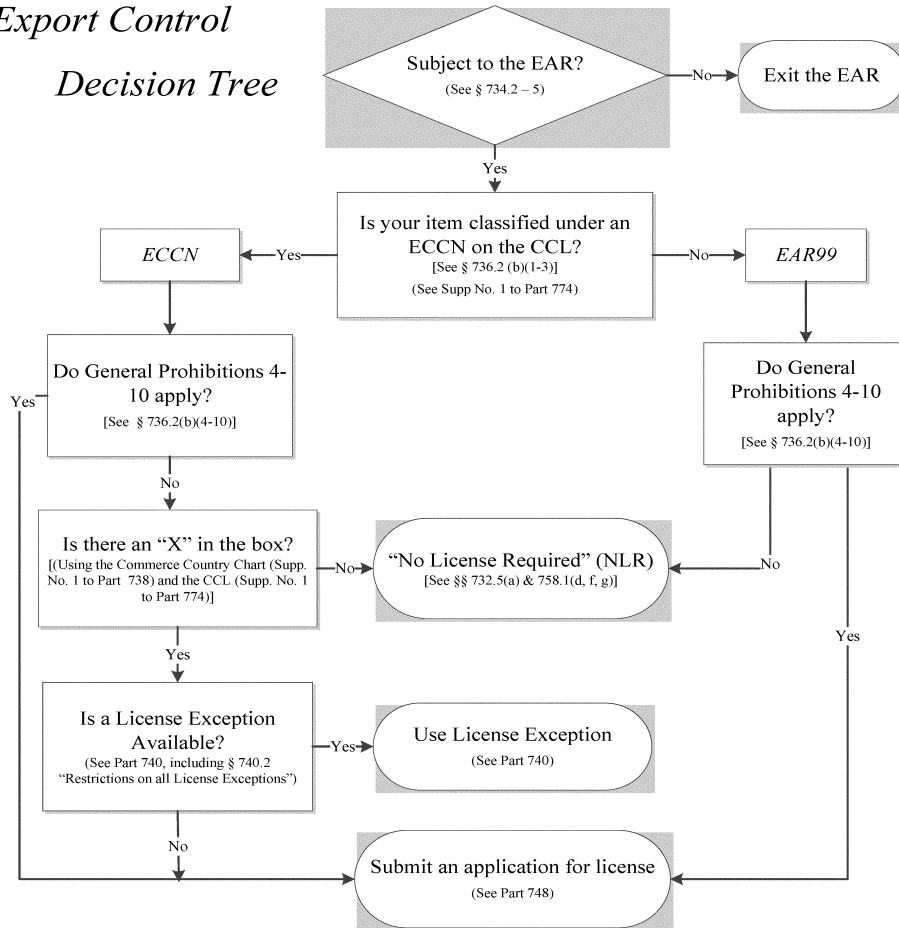 Export Control
Decision Tree
Subject to the EAR?
(See § 734.2 – 5)
No
Exit the EAR
Yes
Is your item classified under an
ECCN on the CCL?
[See § 736.2 (b)(1-3)]
(See Supp No. 1 to Part 774)
Yes
ECCN
No
EAR99
Do General Prohibitions 4-
10 apply?
[See § 736.2(b)(4-10)]
Yes
Do General
Prohibitions 4-10
apply?
[See § 736.2(b)(4-10)]
No
Is there an “X” in the box?
[(Using the Commerce Country Chart (Supp.
No. 1 to Part 738) and the CCL (Supp. No. 1
to Part 774)]
No
“No License Required” (NLR)
[See §§ 732.5(a) & 758.1(d, f, g)]
No
Yes
Yes
Is a License Exception
Available?
(See Part 740, including § 740.2
“Restrictions on all License Exceptions”)
Yes
Use License Exception
(See Part 740)
No
Submit an application for license
(See Part 748)